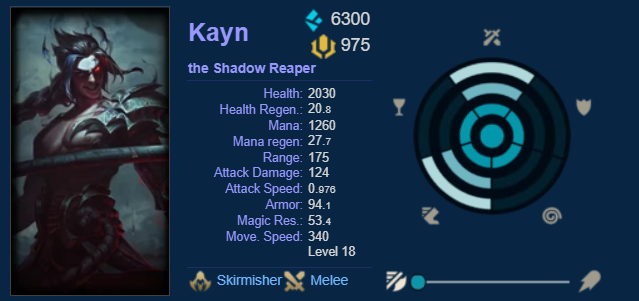 Kayn
6300
975
the Shadow Reaper
Health: 2030
Health Regen.: 20.8
Mana: 1260
Mana regen: 27.7
Range: 175
Attack Damage: 124
Attack Speed: 0.976
Armor: 94.1
Magic Res.: 53.4
Move. Speed: 340
Level 18
Skirmisher Melee